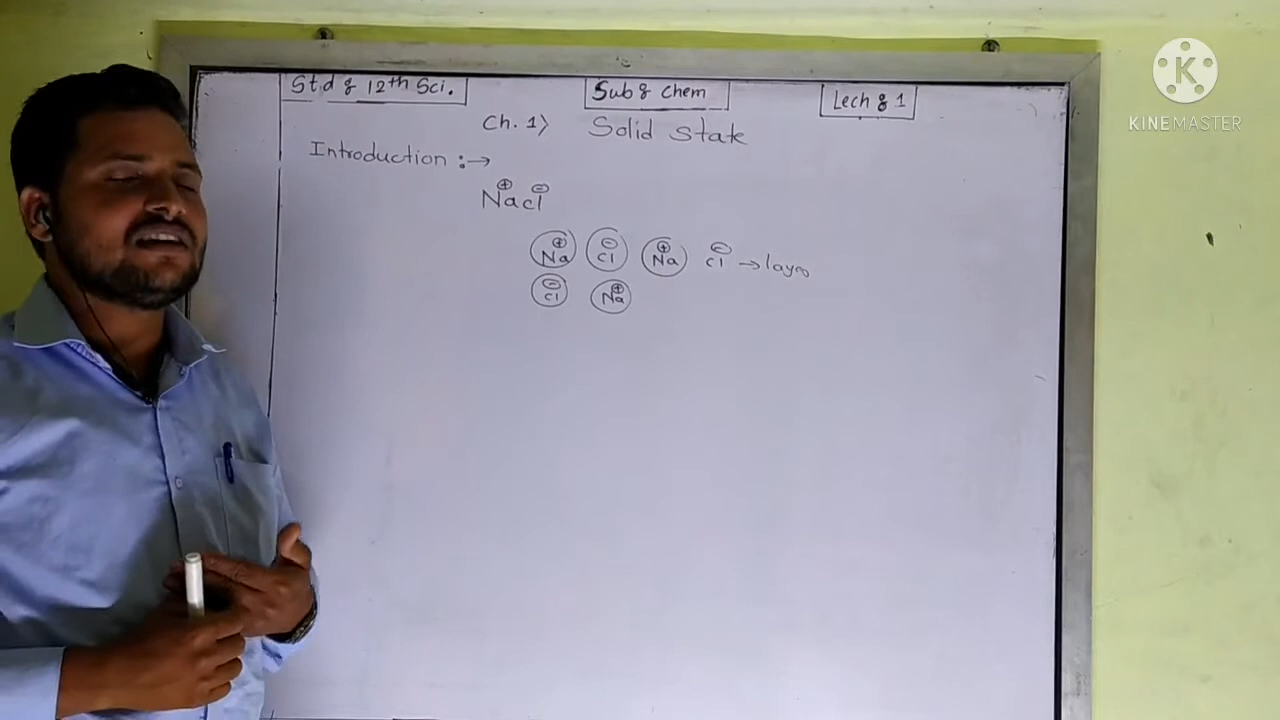 Std : 12th Sci. Sub : Chem Lech : 1
Ch. 1) Solid State
Introduction :→
Na⊕ cl⊖
Na⊕ Cl⊖ Na⊕ cl⊖ → layer
cl⊖ Na⊕
K
KINEMASTER